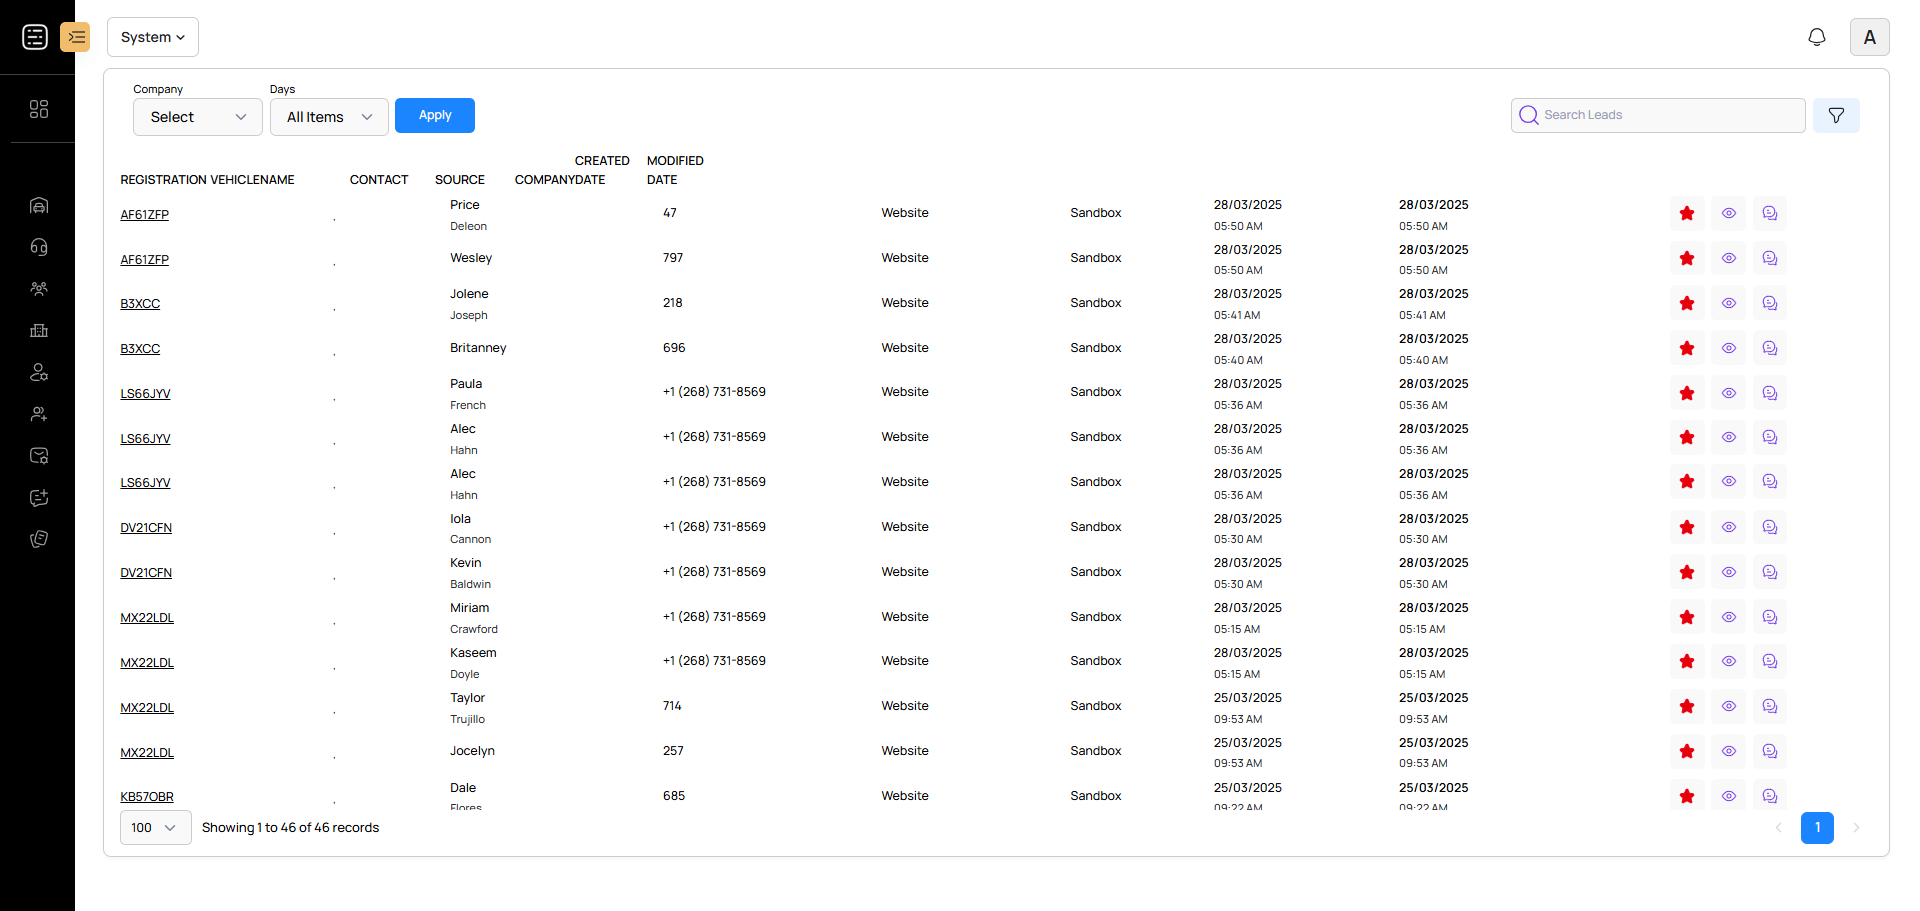 System
A
Company
Days
Select
All Items
Apply
Search Leads
REGISTRATION VEHICLENAME CONTACT SOURCE COMPANY CREATED DATE MODIFIED DATE
AF61ZFP , Price Deleon 47 Website Sandbox 28/03/2025 05:50 AM 28/03/2025 05:50 AM
AF61ZFP , Wesley 797 Website Sandbox 28/03/2025 05:50 AM 28/03/2025 05:50 AM
B3XCC , Jolene Joseph 218 Website Sandbox 28/03/2025 05:41 AM 28/03/2025 05:41 AM
B3XCC , Britanney 696 Website Sandbox 28/03/2025 05:40 AM 28/03/2025 05:40 AM
LS66JYV , Paula French +1 (268) 731-8569 Website Sandbox 28/03/2025 05:36 AM 28/03/2025 05:36 AM
LS66JYV , Alec Hahn +1 (268) 731-8569 Website Sandbox 28/03/2025 05:36 AM 28/03/2025 05:36 AM
LS66JYV , Alec Hahn +1 (268) 731-8569 Website Sandbox 28/03/2025 05:36 AM 28/03/2025 05:36 AM
DV21CFN , Iola Cannon +1 (268) 731-8569 Website Sandbox 28/03/2025 05:30 AM 28/03/2025 05:30 AM
DV21CFN , Kevin Baldwin +1 (268) 731-8569 Website Sandbox 28/03/2025 05:30 AM 28/03/2025 05:30 AM
MX22LDL , Miriam Crawford +1 (268) 731-8569 Website Sandbox 28/03/2025 05:15 AM 28/03/2025 05:15 AM
MX22LDL , Kaseem Doyle +1 (268) 731-8569 Website Sandbox 28/03/2025 05:15 AM 28/03/2025 05:15 AM
MX22LDL , Taylor Trujillo 714 Website Sandbox 25/03/2025 09:53 AM 25/03/2025 09:53 AM
MX22LDL , Jocelyn 257 Website Sandbox 25/03/2025 09:53 AM 25/03/2025 09:53 AM
KB57OBR , Dale Flores 685 Website Sandbox 25/03/2025 09:22 AM 25/03/2025 09:22 AM
100
Showing 1 to 46 of 46 records
1